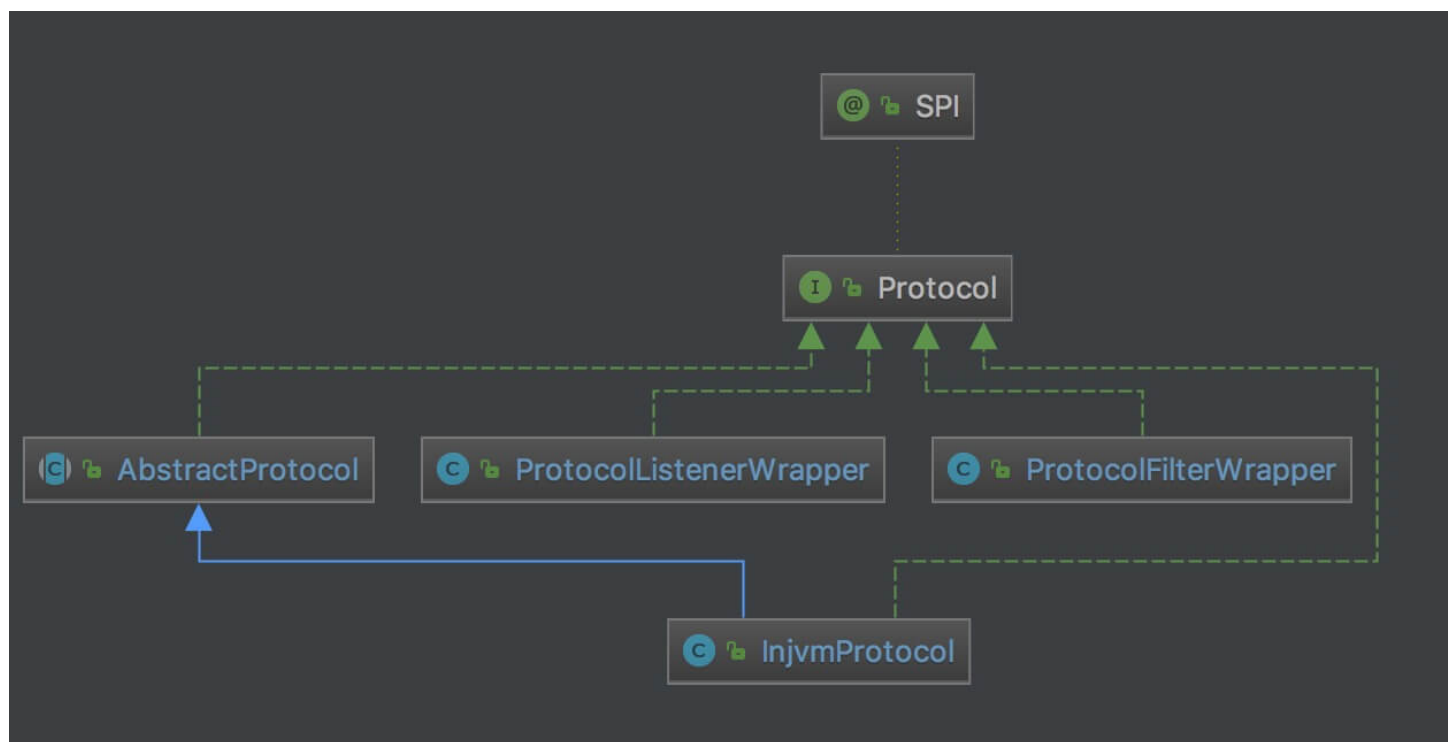 @ SPI
I Protocol
C AbstractProtocol
C ProtocolListenerWrapper
C ProtocolFilterWrapper
C InjvmProtocol